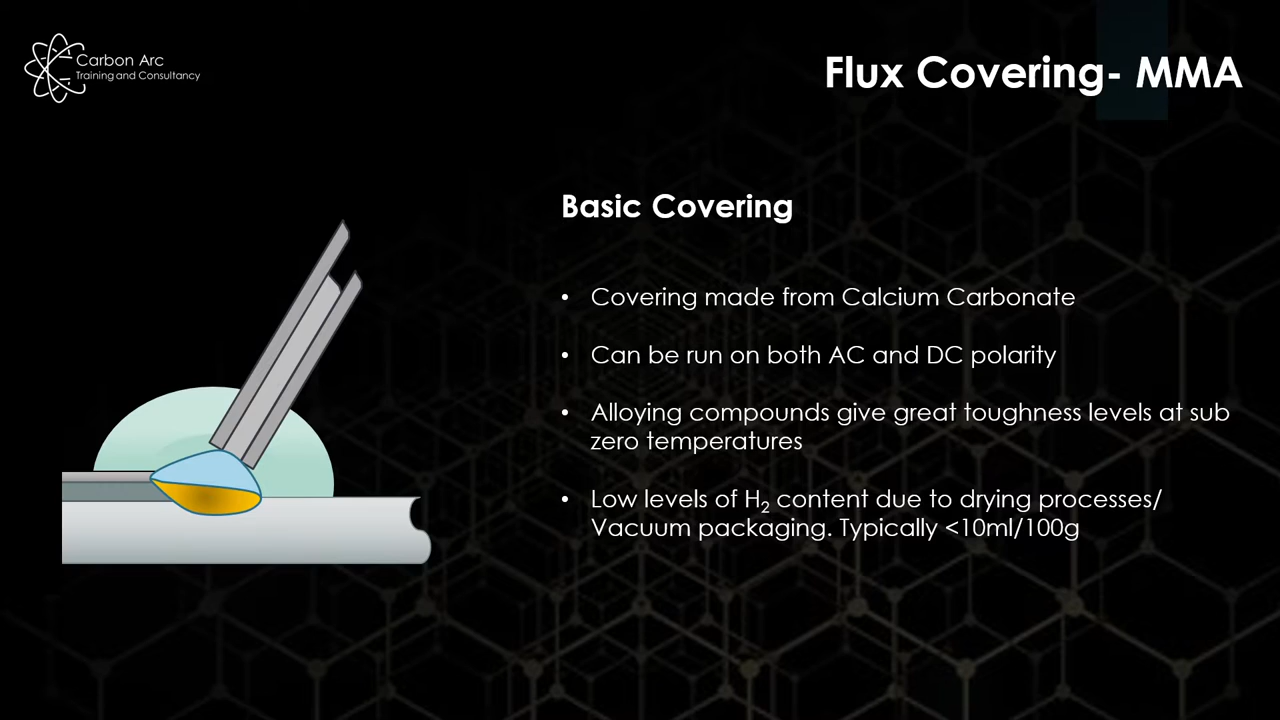 Carbon Arc
Training and Consultancy
Flux Covering- MMA
Basic Covering
• Covering made from Calcium Carbonate
• Can be run on both AC and DC polarity
• Alloying compounds give great toughness levels at sub
zero temperatures
• Low levels of H₂ content due to drying processes/
Vacuum packaging. Typically <10ml/100g